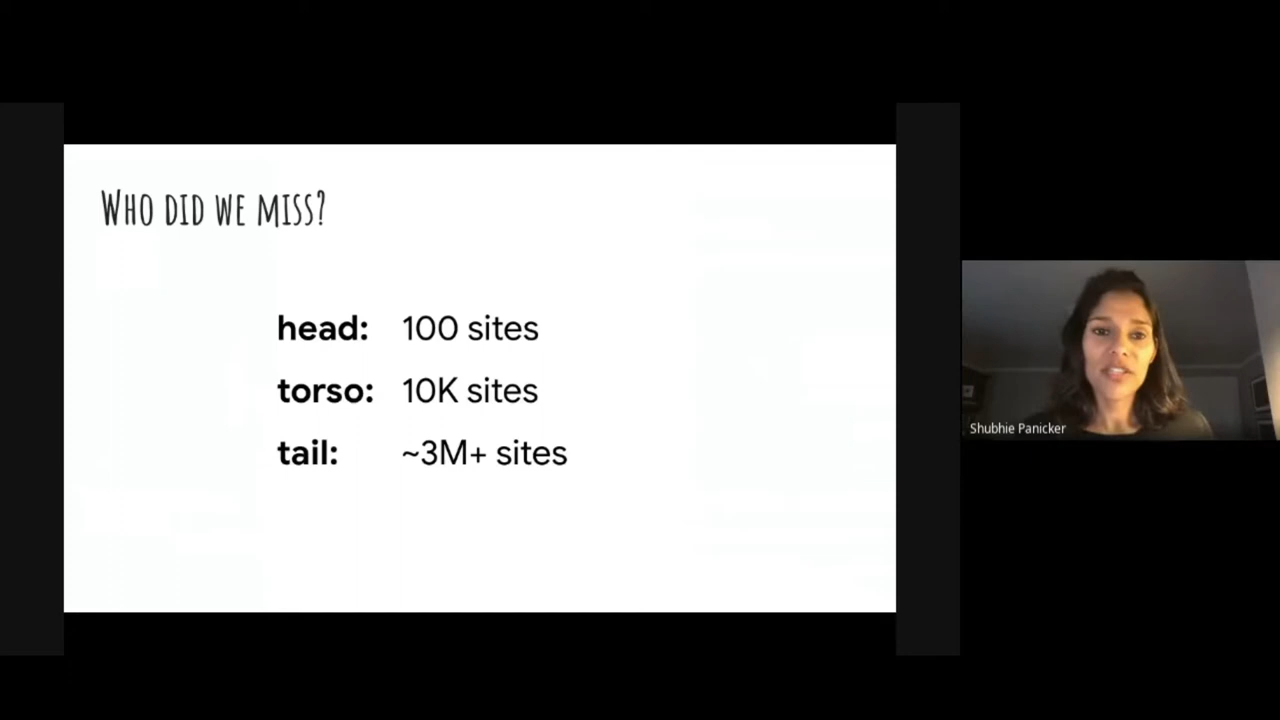 WHO DID WE MISS?
head: 100 sites
torso: 10K sites
tail: ~3M+ sites
Shubhie Panicker